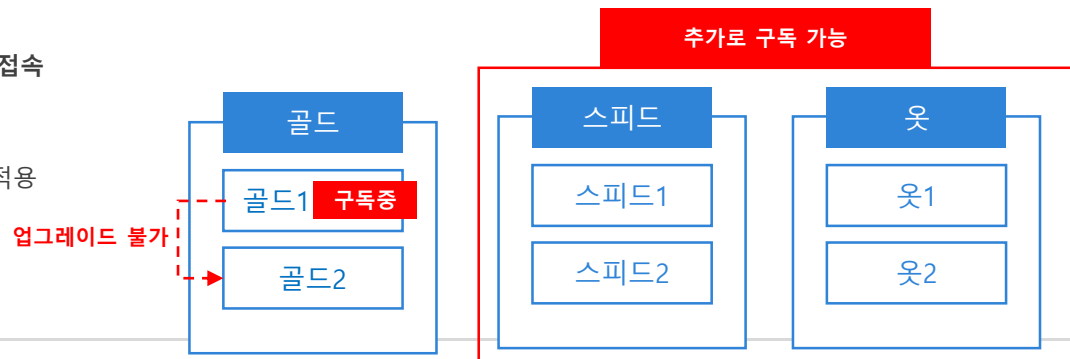 추가로 구독 가능
접속
골드
스피드
옷
적용
골드1
구독중
스피드1
옷1
업그레이드 불가
골드2
스피드2
옷2